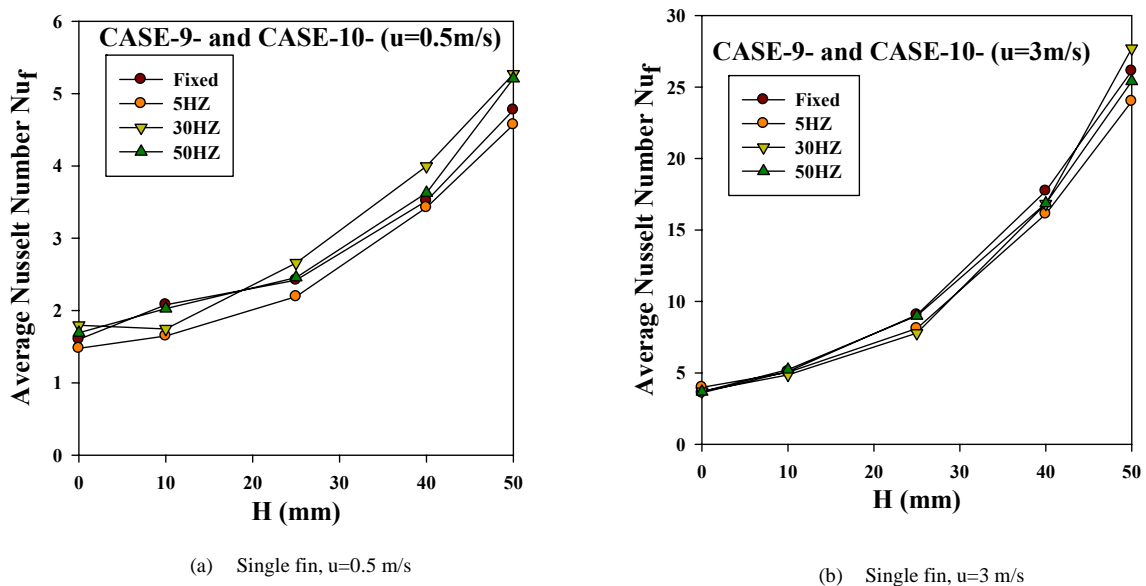 CASE-9- and CASE-10- (u=0.5m/s)
Fixed
5HZ
30HZ
50HZ
Average Nusselt Number Nuf
6
5
4
3
2
1
0
0 10 20 30 40 50
H (mm)
(a) Single fin, u=0.5 m/s
CASE-9- and CASE-10- (u=3m/s)
Fixed
5HZ
30HZ
50HZ
Average Nusselt Number Nuf
30
25
20
15
10
5
0
0 10 20 30 40 50
H (mm)
(b) Single fin, u=3 m/s